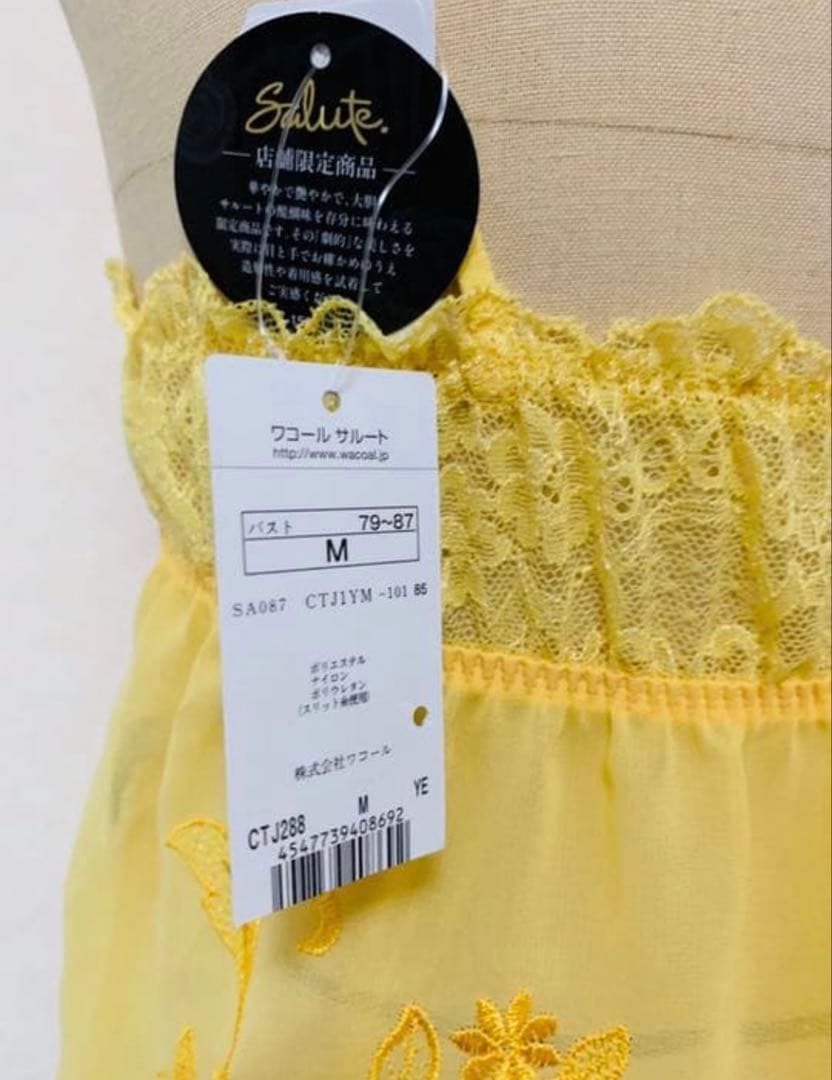 Salute.
店舗限定商品
華やかで艶やかで、大胆
サルートの醍醐味を存分に味わえる
限定商品です。その「劇的」な美しさを
実際に目と手でお確かめのうえ
造形性や着用感を試着して
ご実感く
ワコール サルート
http://www.wacoal.jp
バスト 79~87
M
SA087 CTJ1YM -101 85
ポリエステル
ナイロン
ポリウレタン
(スリット糸使用)
株式会社ワコール
CTJ288 M YE
4547739408692